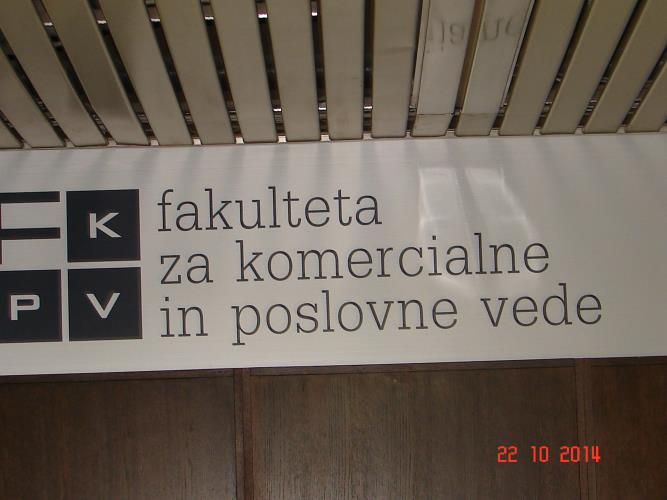 F K
P V
fakulteta
za komercialne
in poslovne vede
22 10 2014